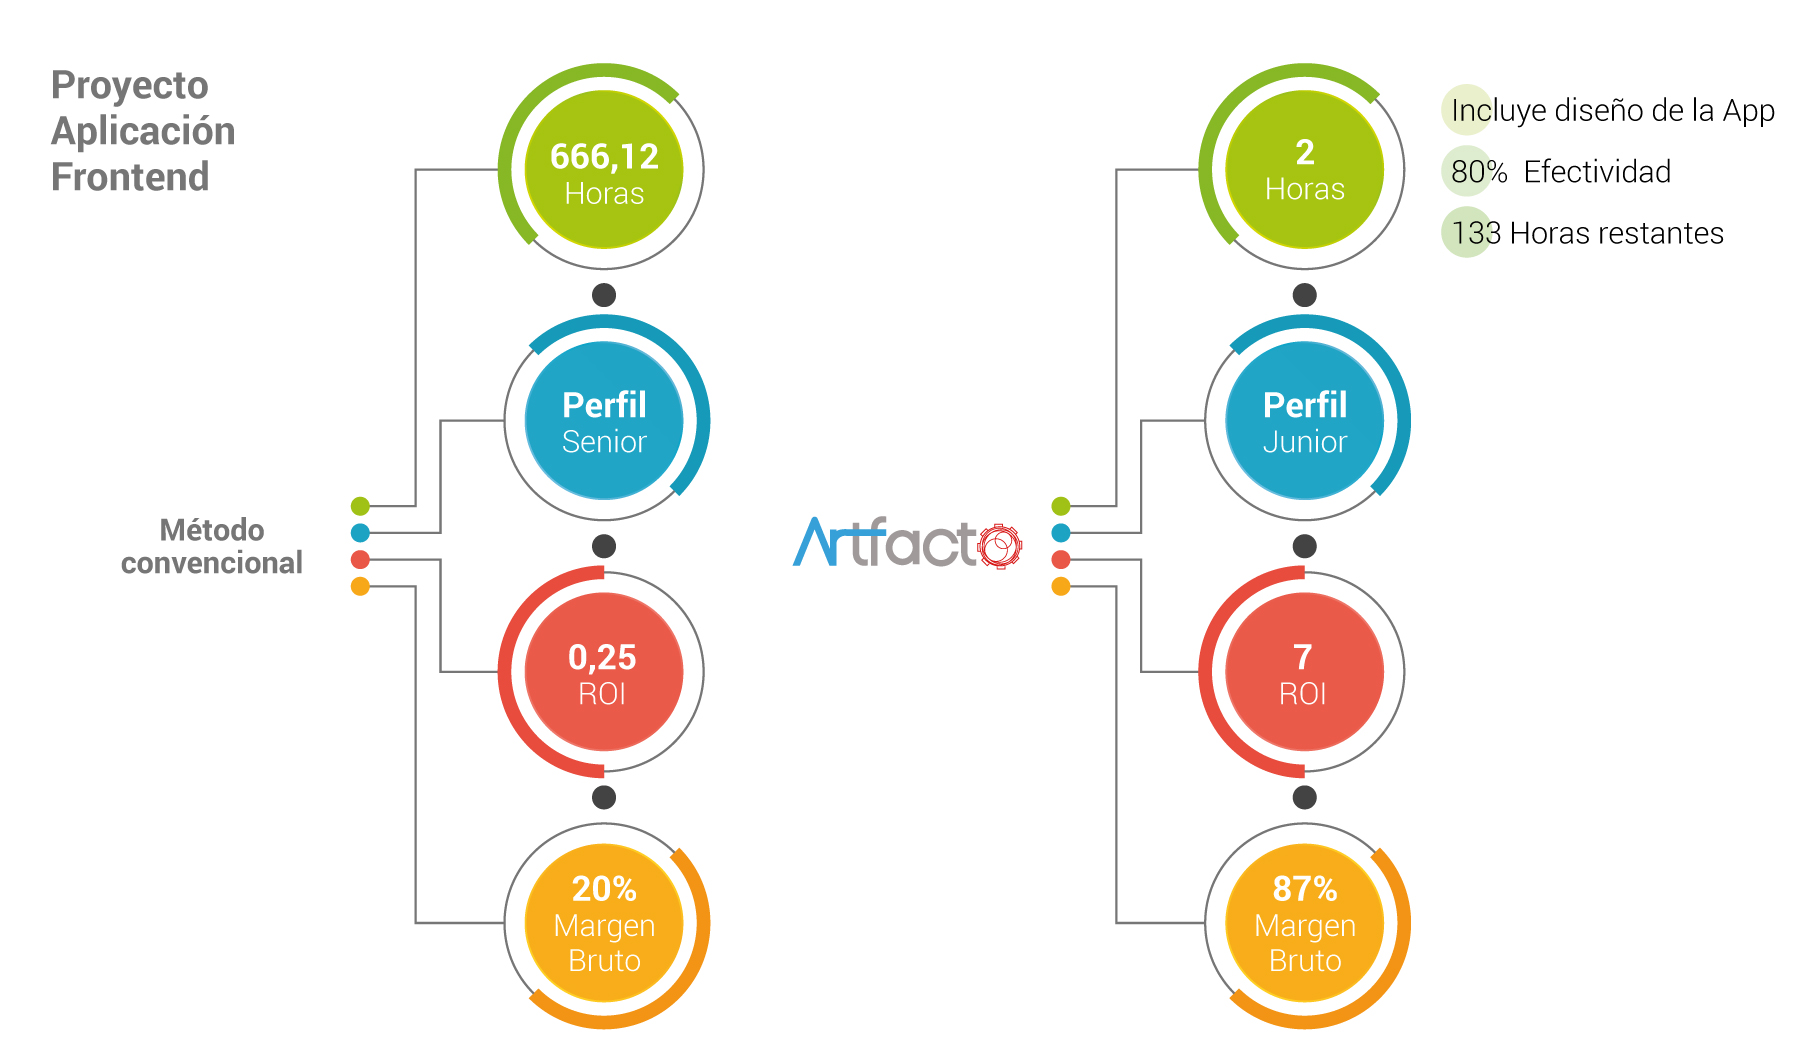 Proyecto
Aplicación
Frontend
Método
convencional
666,12
Horas
Perfil
Senior
0,25
ROI
20%
Margen
Bruto
Artfacto
2
Horas
Incluye diseño de la App
80% Efectividad
133 Horas restantes
Perfil
Junior
7
ROI
87%
Margen
Bruto